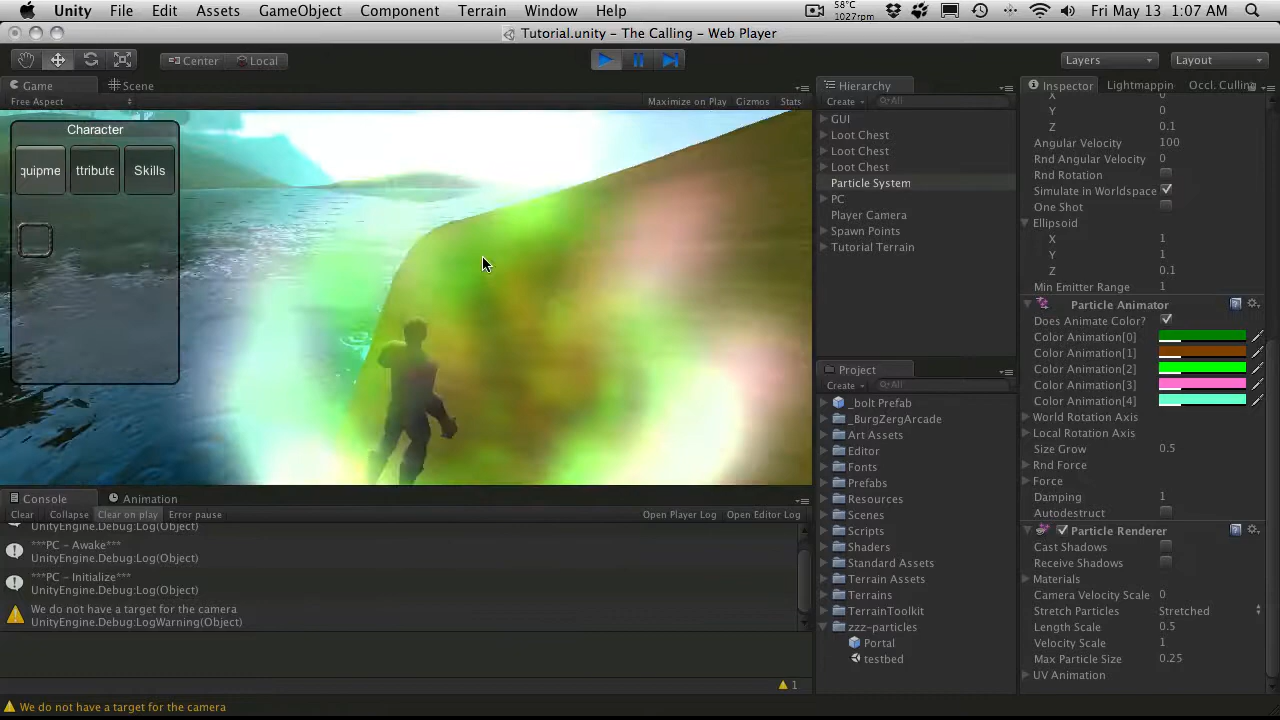 Unity File Edit Assets GameObject Component Terrain Window Help 58°C 1027rpm Fri May 13 1:07 AM
Tutorial.unity – The Calling – Web Player
Center Local Layers Layout
Game Scene
Free Aspect Maximize on Play Gizmos Stats
Character
quipme ttribute Skills
Console Animation
Clear Collapse Clear on play Error pause Open Player Log Open Editor Log
UnityEngine.Debug:Log(Object)
***PC – Awake***
UnityEngine.Debug:Log(Object)
***PC – Initialize***
UnityEngine.Debug:Log(Object)
We do not have a target for the camera
UnityEngine.Debug:LogWarning(Object)
1
We do not have a target for the camera
Hierarchy
Create All
GUI
Loot Chest
Loot Chest
Loot Chest
Particle System
PC
Player Camera
Spawn Points
Tutorial Terrain
Project
Create All
_bolt Prefab
_BurgZergArcade
Art Assets
Editor
Fonts
Prefabs
Resources
Scenes
Scripts
Shaders
Standard Assets
Terrain Assets
Terrains
TerrainToolkit
zzz-particles
Portal
testbed
Inspector Lightmappin Occl. Culling
X 0
Y 0
Z 0.1
Angular Velocity 100
Rnd Angular Velocity 0
Rnd Rotation
Simulate in Worldspace
One Shot
Ellipsoid
X 1
Y 1
Z 0.1
Min Emitter Range 1
Particle Animator
Does Animate Color?
Color Animation[0]
Color Animation[1]
Color Animation[2]
Color Animation[3]
Color Animation[4]
World Rotation Axis
Local Rotation Axis
Size Grow 0.5
Rnd Force
Force
Damping 1
Autodestruct
Particle Renderer
Cast Shadows
Receive Shadows
Materials
Camera Velocity Scale 0
Stretch Particles Stretched
Length Scale 0.5
Velocity Scale 1
Max Particle Size 0.25
UV Animation